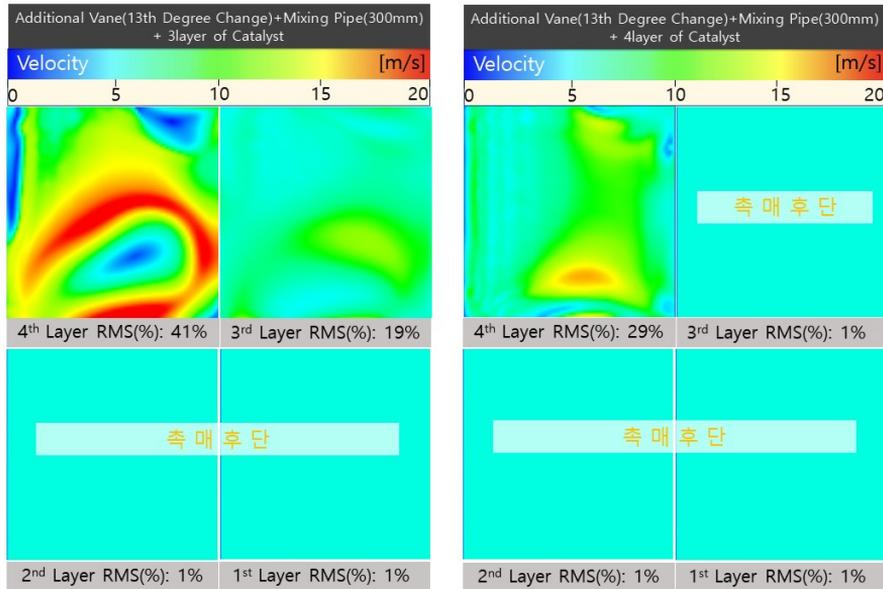 Additional Vane(13th Degree Change)+Mixing Pipe(300mm)
+ 3layer of Catalyst
Velocity [m/s]
0 5 10 15 20
4th Layer RMS(%): 41% 3rd Layer RMS(%): 19%
촉 매 후 단
2nd Layer RMS(%): 1% 1st Layer RMS(%): 1%
Additional Vane(13th Degree Change)+Mixing Pipe(300mm)
+ 4layer of Catalyst
Velocity [m/s]
0 5 10 15 20
촉 매 후 단
4th Layer RMS(%): 29% 3rd Layer RMS(%): 1%
촉 매 후 단
2nd Layer RMS(%): 1% 1st Layer RMS(%): 1%